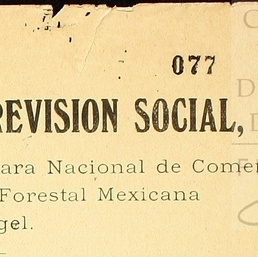 077
REVISION SOCIAL,
ara Nacional de Come
Forestal Mexicana
gel.